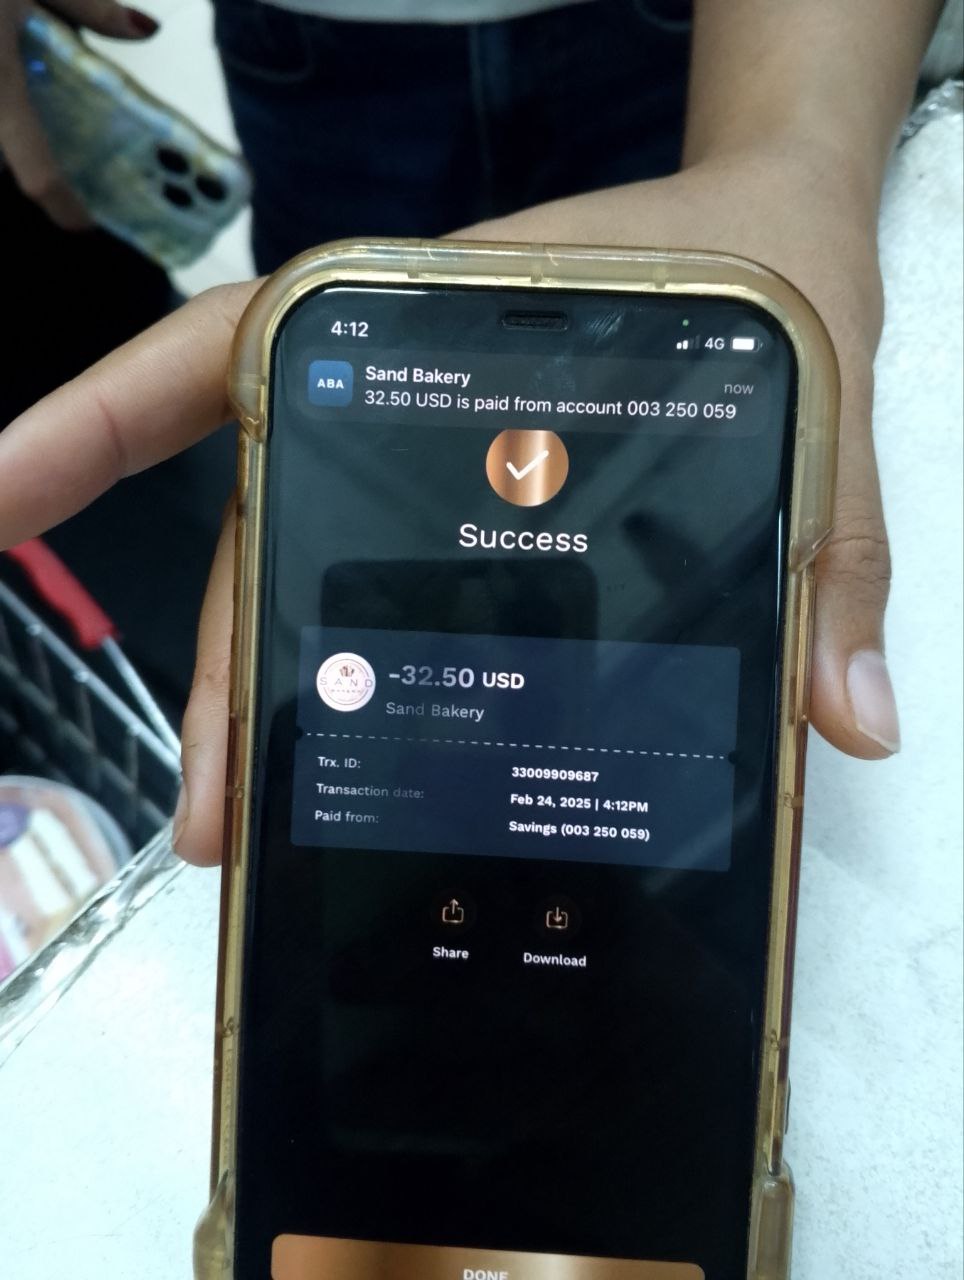 4:12
4G
ABA
Sand Bakery
now
32.50 USD is paid from account 003 250 059
Success
SAND
-32.50 USD
Sand Bakery
Trx. ID:
33009909687
Transaction date:
Feb 24, 2025 | 4:12PM
Paid from:
Savings (003 250 059)
Share
Download
DONE